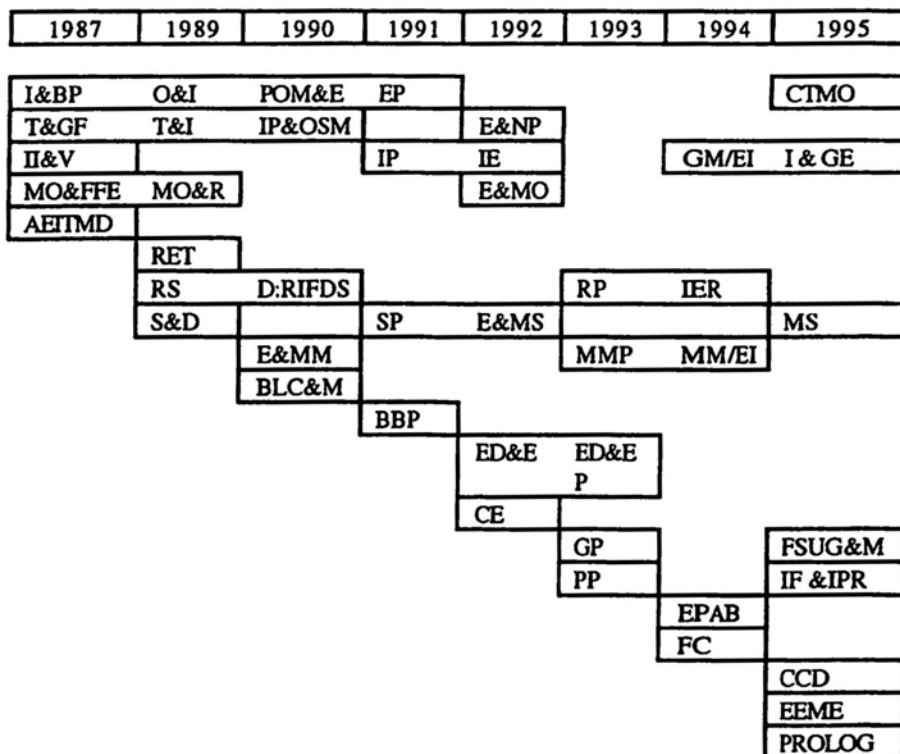 1987 1989 1990 1991 1992 1993 1994 1995
I&BP O&I POM&E EP CTMO
T&GF T&I IP&OSM E&NP
II&V IP IE GM/EI I & GE
MO&FFE MO&R E&MO
AEITMD
RET
RS D:RIFDS RP IER
S&D SP E&MS MS
E&MM MMP MM/EI
BLC&M
BBP
ED&E ED&E
P
CE
GP FSUG&M
PP IF &IPR
EPAB
FC
CCD
EEME
PROLOG